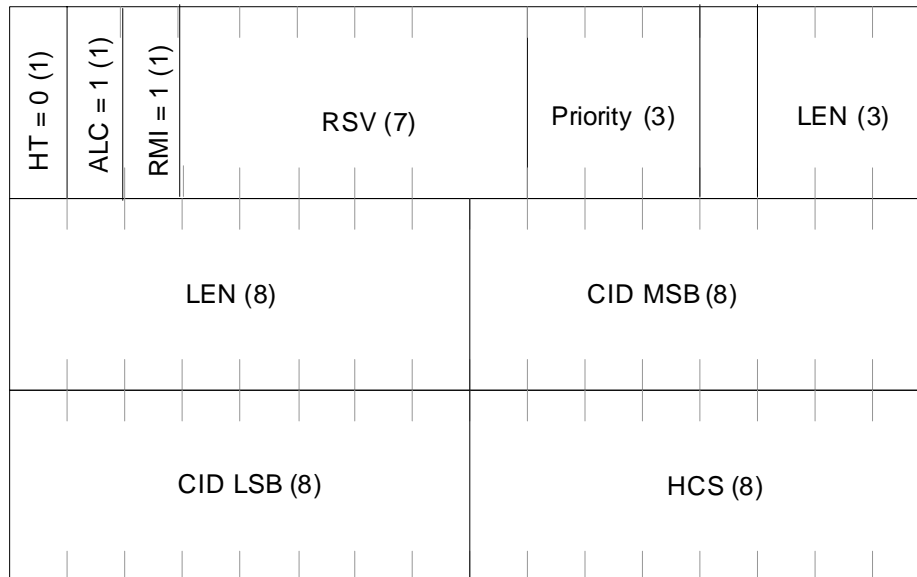 HT = 0 (1)
ALC = 1 (1)
RMI = 1 (1)
RSV (7)
Priority (3)
LEN (3)
LEN (8)
CID MSB (8)
CID LSB (8)
HCS (8)